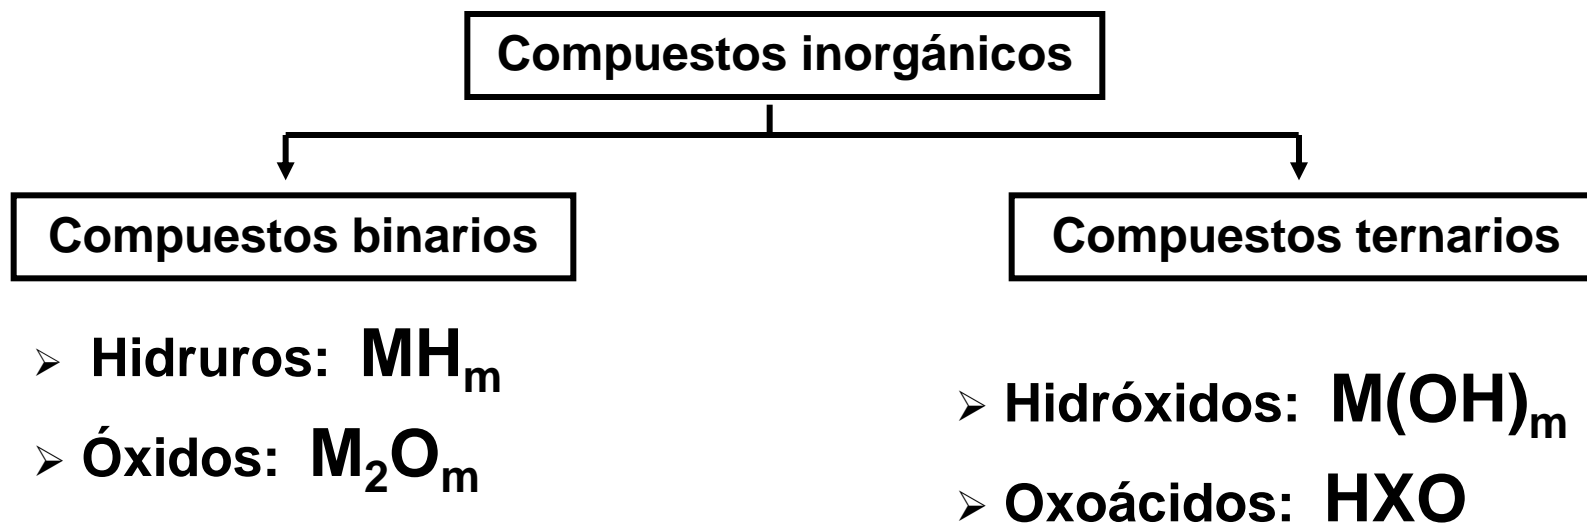 Compuestos inorgánicos
Compuestos binarios
Compuestos ternarios
➢ Hidruros: MHₘ
➢ Óxidos: M₂Oₘ
➢ Hidróxidos: M(OH)ₘ
➢ Oxoácidos: HXO